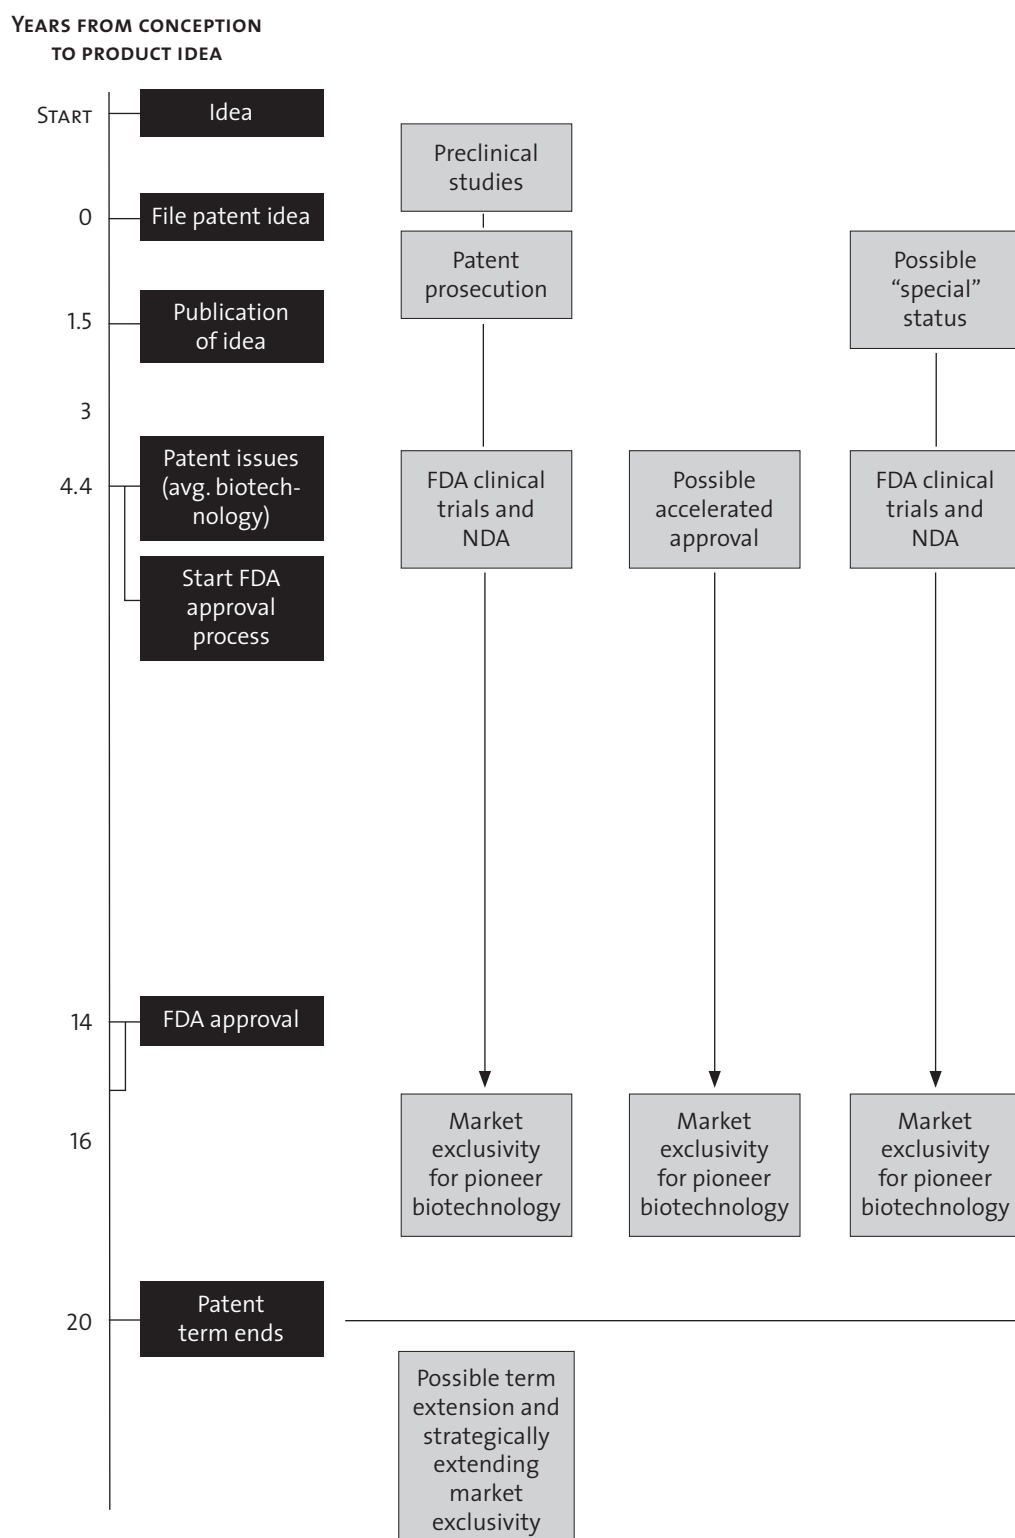 YEARS FROM CONCEPTION
TO PRODUCT IDEA
START
Idea
Preclinical
studies
0
File patent idea
Patent
prosecution
Possible
“special”
status
1.5
Publication
of idea
3
4.4
Patent issues
(avg. biotech-
nology)
FDA clinical
trials and
NDA
Possible
accelerated
approval
FDA clinical
trials and
NDA
Start FDA
approval
process
14
FDA approval
16
Market
exclusivity
for pioneer
biotechnology
Market
exclusivity
for pioneer
biotechnology
Market
exclusivity
for pioneer
biotechnology
20
Patent
term ends
Possible term
extension and
strategically
extending
market
exclusivity